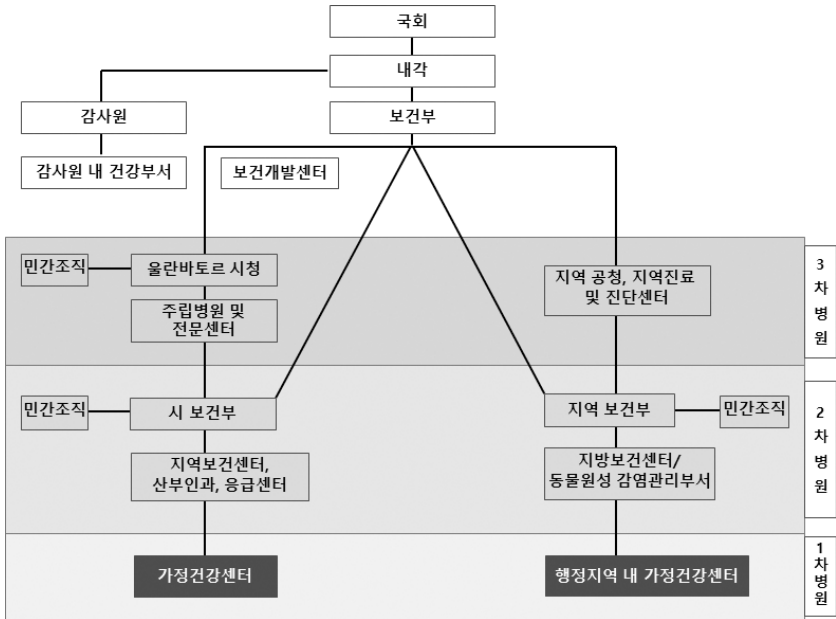 국회
내각
감사원
보건부
감사원 내 건강부서
보건개발센터
민간조직
울란바토르 시청
지역 공청, 지역진료
및 진단센터
주립병원 및
전문센터
3
차
병
원
민간조직
시 보건부
지역 보건부
민간조직
지역보건센터,
산부인과, 응급센터
지방보건센터/
동물원성 감염관리부서
2
차
병
원
가정건강센터
행정지역 내 가정건강센터
1
차
병
원